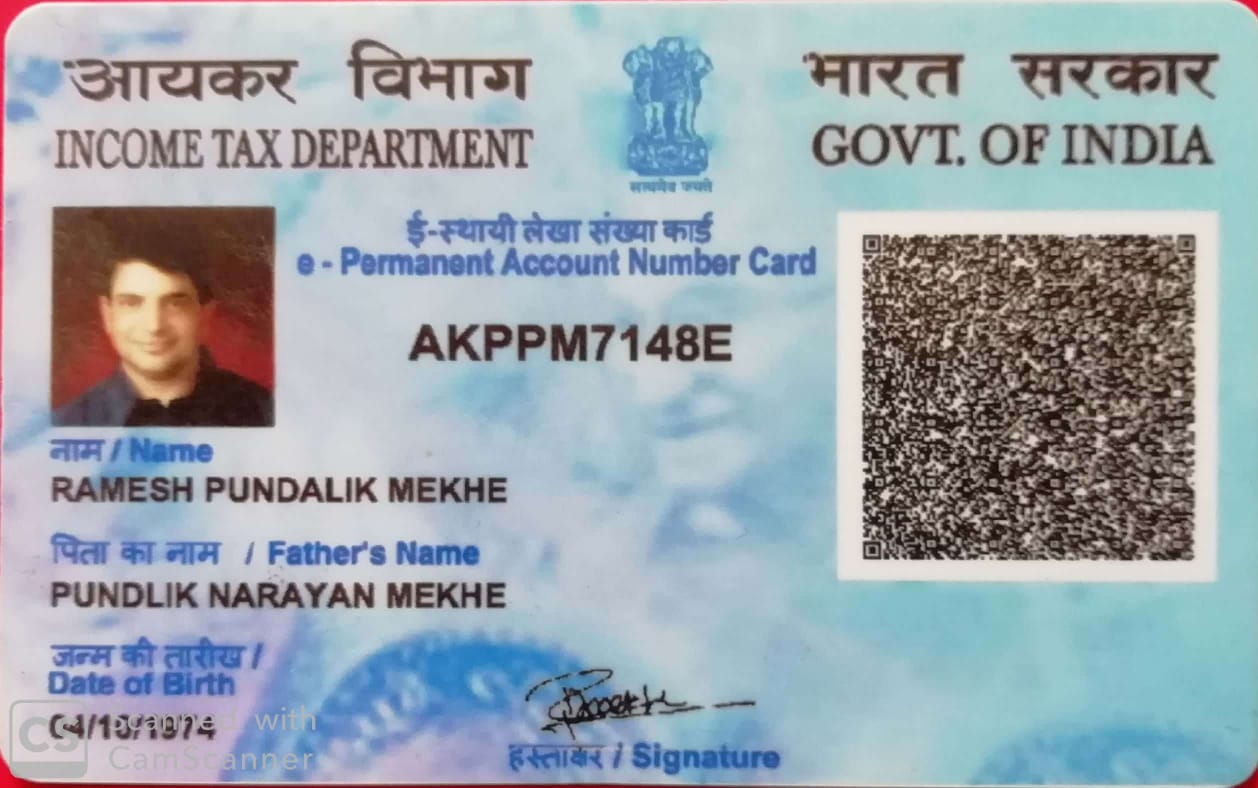 आयकर विभाग
INCOME TAX DEPARTMENT
सत्यमेव जयते
भारत सरकार
GOVT. OF INDIA
ई-स्थायी लेखा संख्या कार्ड
e - Permanent Account Number Card
AKPPM7148E
नाम / Name
RAMESH PUNDALIK MEKHE
पिता का नाम / Father's Name
PUNDLIK NARAYAN MEKHE
जन्म की तारीख /
Date of Birth
04/10/1974
हस्ताक्षर / Signature
CS
Scanned with
CamScanner